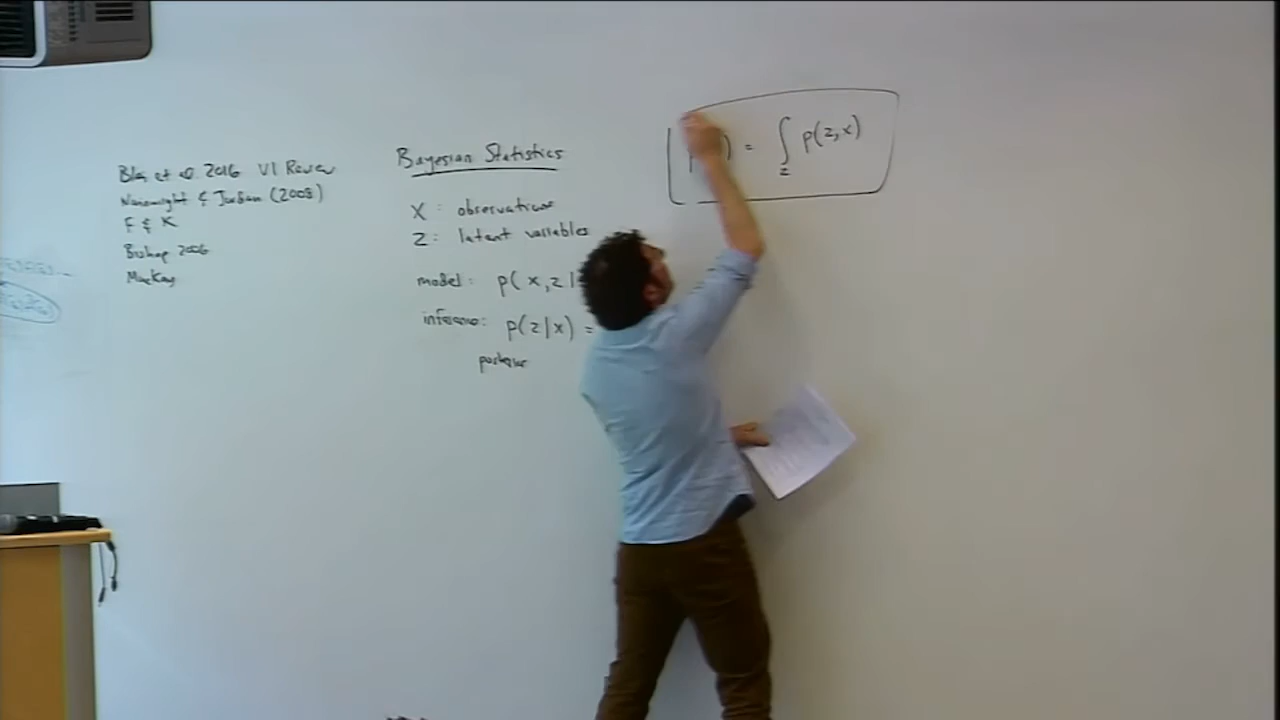 Blei et al. 2016 VI Review
Wainwright & Jordan (2008)
F & K
Bishop 2006
MacKay
Bayesian Statistics
X : observations
Z : latent variables
model : p( x, z |
inference : p(z|x) =
posterior
p( ) = ∫z p(z,x)